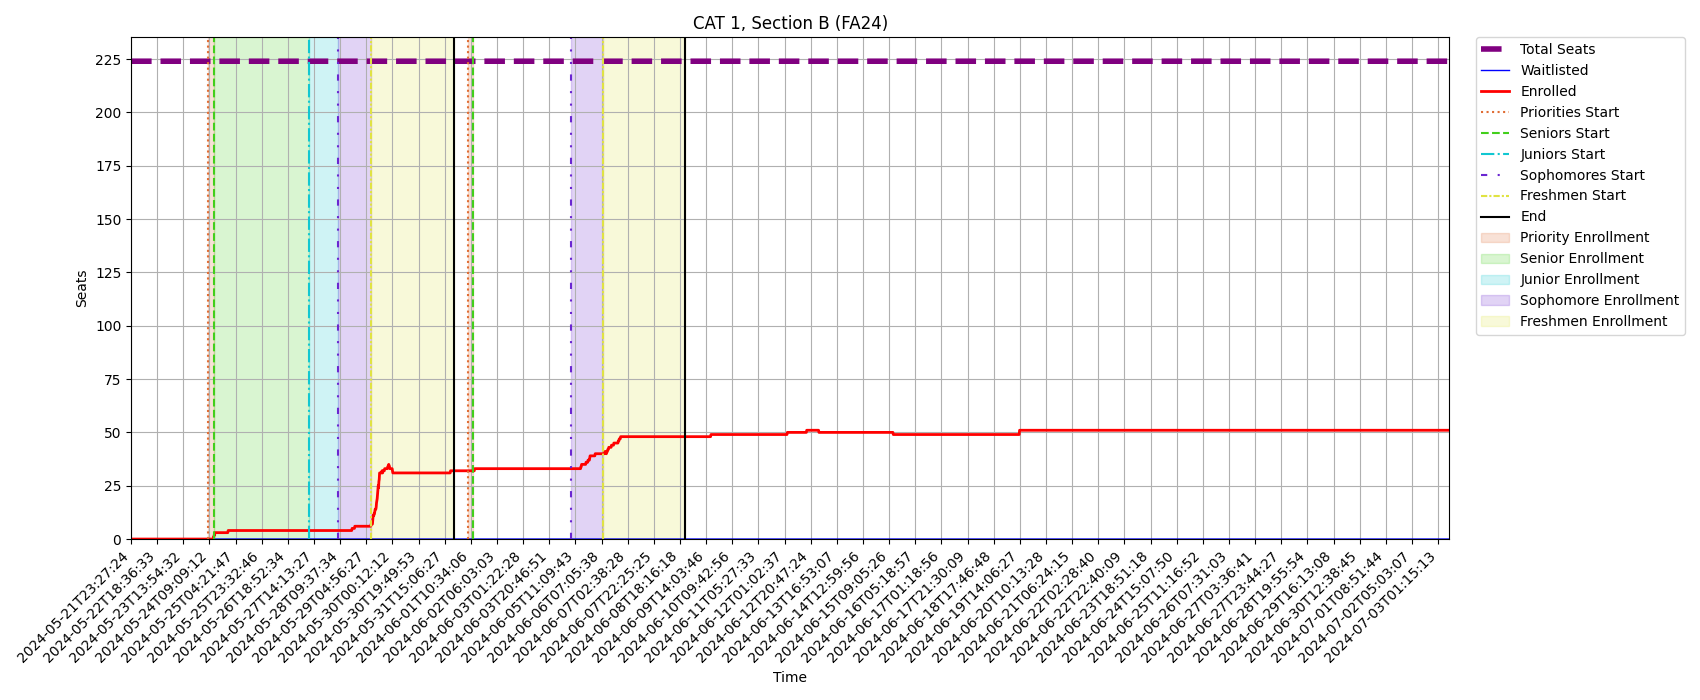 CAT 1, Section B (FA24)
Seats
225
200
175
150
125
100
75
50
25
0
2024-05-21T23:27:24
2024-05-22T18:36:33
2024-05-23T13:54:32
2024-05-24T09:09:12
2024-05-25T04:21:47
2024-05-25T23:32:46
2024-05-26T18:52:34
2024-05-27T14:13:27
2024-05-28T09:37:34
2024-05-29T04:56:27
2024-05-30T00:12:12
2024-05-30T19:49:53
2024-05-31T15:06:27
2024-06-01T10:34:06
2024-06-02T06:03:03
2024-06-03T01:22:28
2024-06-03T20:46:51
2024-06-05T11:09:43
2024-06-06T07:05:38
2024-06-07T02:38:28
2024-06-07T22:25:25
2024-06-08T18:16:18
2024-06-09T14:03:46
2024-06-10T09:42:56
2024-06-11T05:27:33
2024-06-12T01:02:37
2024-06-12T20:47:24
2024-06-13T16:53:07
2024-06-14T12:59:56
2024-06-15T09:05:26
2024-06-16T05:18:57
2024-06-17T01:18:56
2024-06-17T21:30:09
2024-06-18T17:46:48
2024-06-19T14:06:27
2024-06-20T10:13:28
2024-06-21T06:24:15
2024-06-22T02:28:40
2024-06-22T22:40:09
2024-06-23T18:51:18
2024-06-24T15:07:50
2024-06-25T11:16:52
2024-06-26T07:31:03
2024-06-27T03:36:41
2024-06-27T23:44:27
2024-06-28T19:55:54
2024-06-29T16:13:08
2024-06-30T12:38:45
2024-07-01T08:51:44
2024-07-02T05:03:07
2024-07-03T01:15:13
Time
Total Seats
Waitlisted
Enrolled
Priorities Start
Seniors Start
Juniors Start
Sophomores Start
Freshmen Start
End
Priority Enrollment
Senior Enrollment
Junior Enrollment
Sophomore Enrollment
Freshmen Enrollment